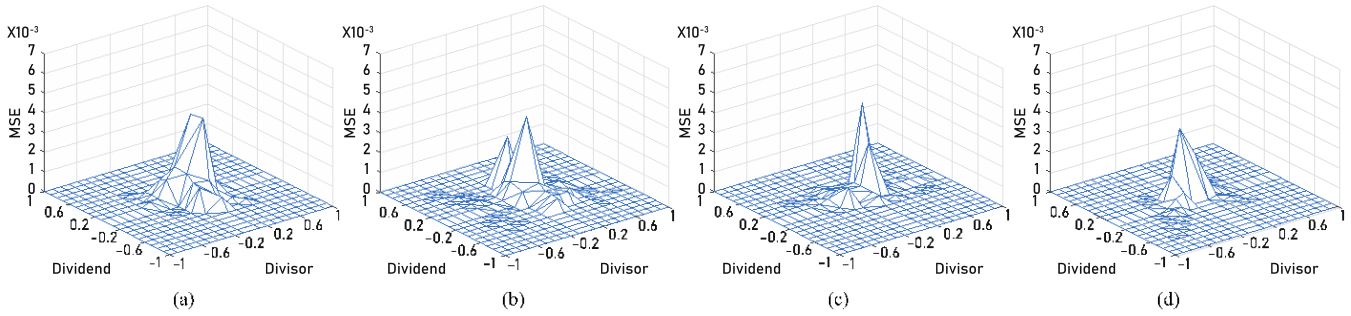 X10⁻³ X10⁻³ X10⁻³ X10⁻³
7 7 7 7
6 6 6 6
5 5 5 5
4 4 4 4
MSE MSE MSE MSE
3 3 3 3
2 2 2 2
1 1 1 1
0 0 0 0
1 1 1 1 1 1 1 1
0.6 0.6 0.6 0.6 0.6 0.6 0.6 0.6
0.2 0.2 0.2 0.2 0.2 0.2 0.2 0.2
-0.2 -0.2 -0.2 -0.2 -0.2 -0.2 -0.2 -0.2
-0.6 -0.6 -0.6 -0.6 -0.6 -0.6 -0.6 -0.6
-1 -1 -1 -1 -1 -1 -1 -1
Dividend Divisor Dividend Divisor Dividend Divisor Dividend Divisor
(a) (b) (c) (d)